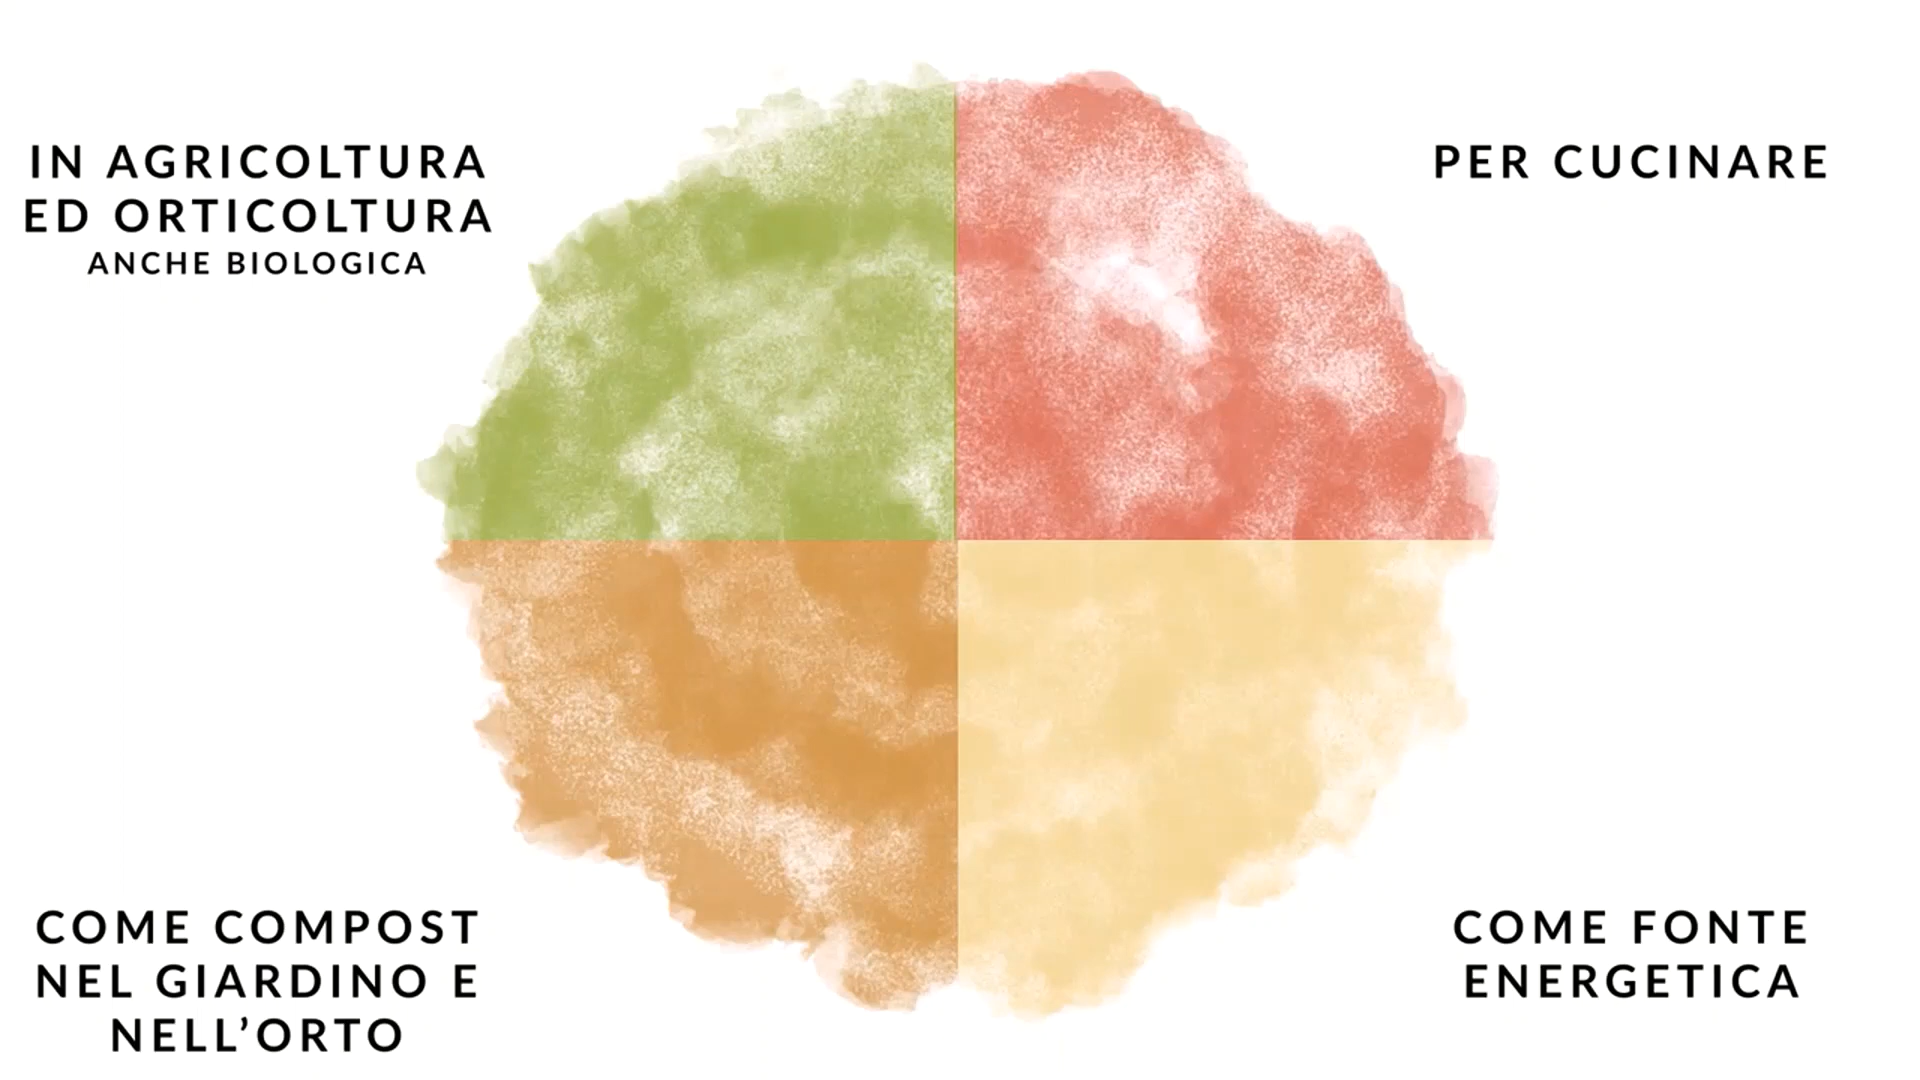 IN AGRICOLTURA
ED ORTICOLTURA
ANCHE BIOLOGICA
PER CUCINARE
COME COMPOST
NEL GIARDINO E
NELL’ORTO
COME FONTE
ENERGETICA